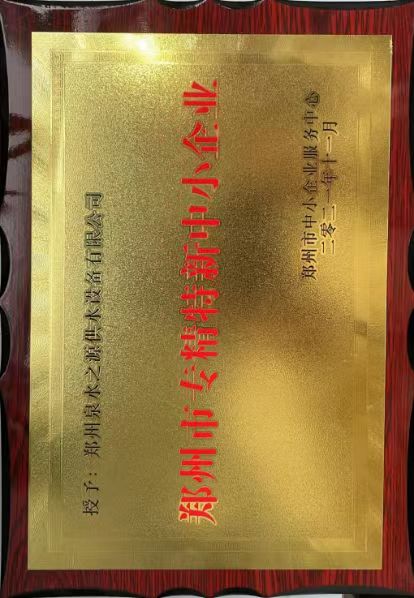 授予：郑州泉水之源供水设备有限公司
郑州市专精特新中小企业
郑州市中小企业服务中心
二零二一年十一月